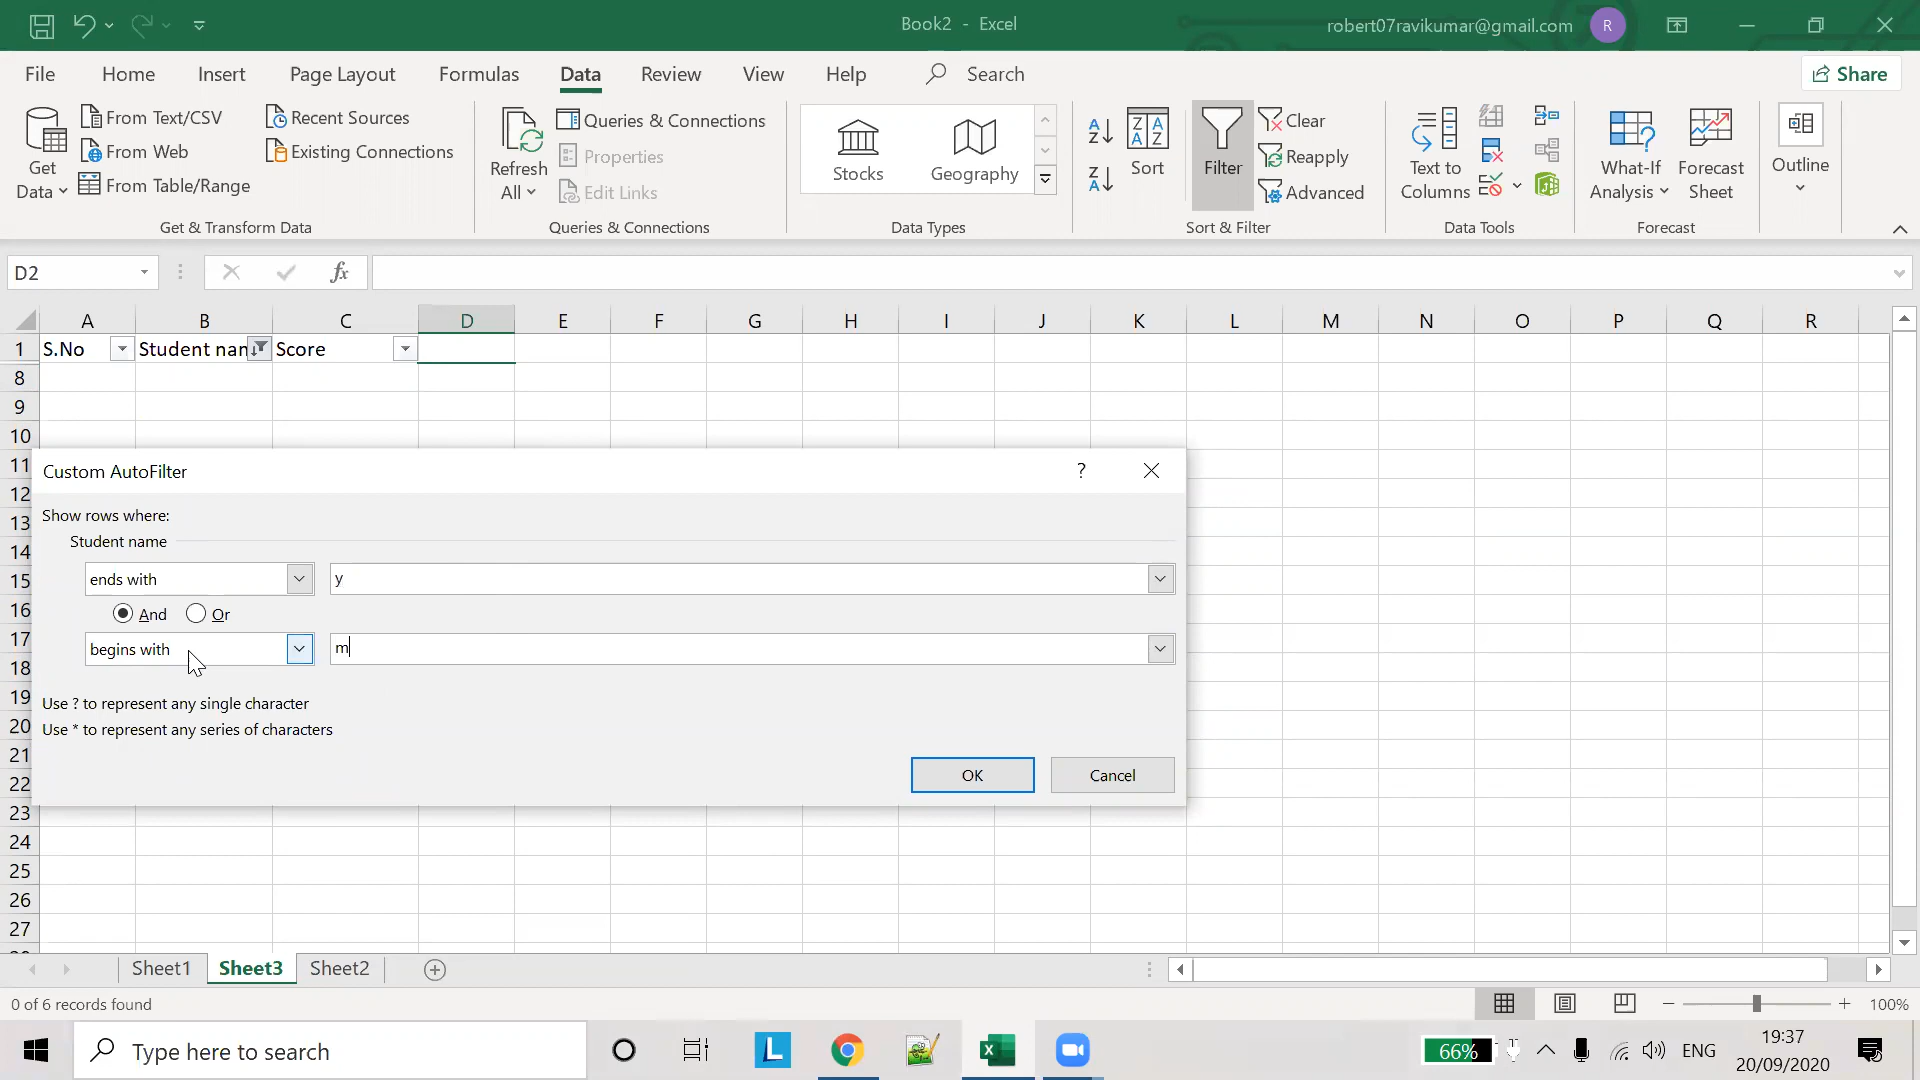 Book2 - Excel
robert07ravikumar@gmail.com
R
File Home Insert Page Layout Formulas Data Review View Help Search
Share
Get Data
From Text/CSV
From Web
From Table/Range
Recent Sources
Existing Connections
Get & Transform Data
Refresh All
Queries & Connections
Properties
Edit Links
Queries & Connections
Stocks
Geography
Data Types
Sort
Filter
Clear
Reapply
Advanced
Sort & Filter
Text to Columns
Data Tools
What-If Analysis
Forecast Sheet
Forecast
Outline
D2
fx
A B C D E F G H I J K L M N O P Q R
1 S.No Student nam Score
8
9
10
11
12
13
14
15
16
17
18
19
20
21
22
23
24
25
26
27
Custom AutoFilter
?
Show rows where:
Student name
ends with y
And Or
begins with m
Use ? to represent any single character
Use * to represent any series of characters
OK Cancel
Sheet1 Sheet3 Sheet2
0 of 6 records found
100%
Type here to search
L
66%
ENG
19:37
20/09/2020